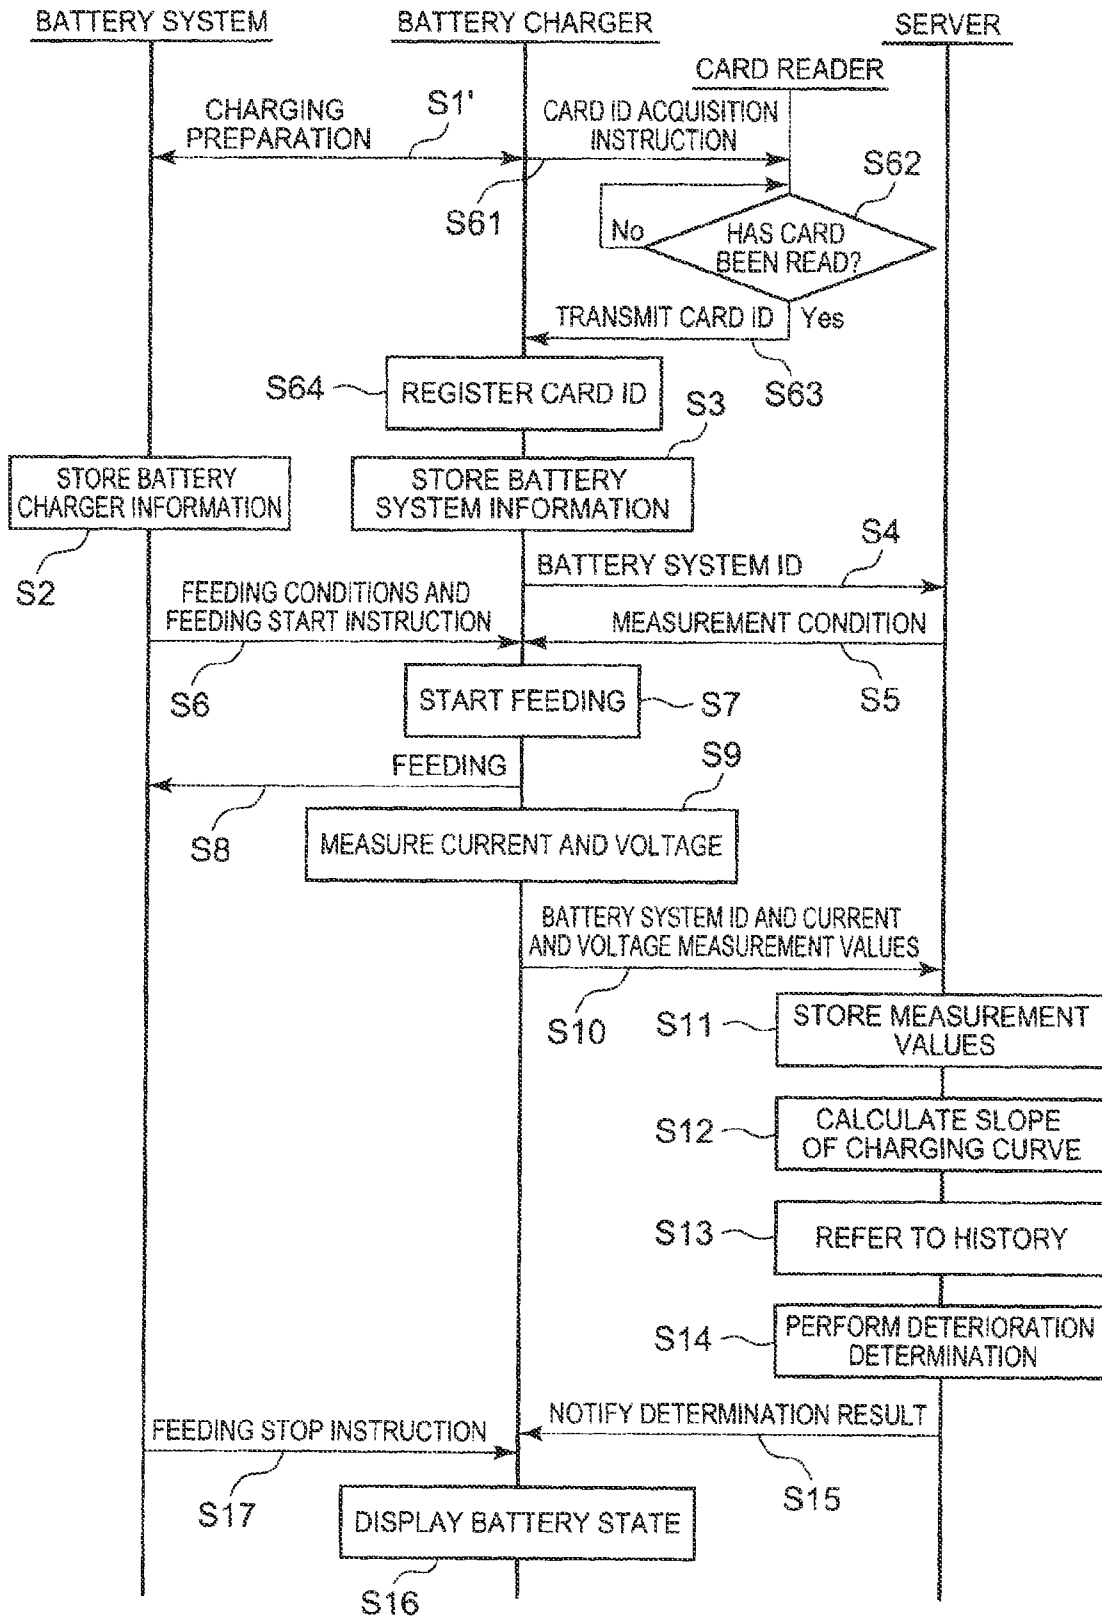 BATTERY SYSTEM
BATTERY CHARGER
SERVER
CARD READER
CHARGING
PREPARATION
S1'
CARD ID ACQUISITION
INSTRUCTION
S61
S62
No
HAS CARD
BEEN READ?
TRANSMIT CARD ID
Yes
S63
S64
REGISTER CARD ID
S3
STORE BATTERY
CHARGER INFORMATION
STORE BATTERY
SYSTEM INFORMATION
S2
BATTERY SYSTEM ID
S4
FEEDING CONDITIONS AND
FEEDING START INSTRUCTION
MEASUREMENT CONDITION
S6
S5
START FEEDING
S7
FEEDING
S9
S8
MEASURE CURRENT AND VOLTAGE
BATTERY SYSTEM ID AND CURRENT
AND VOLTAGE MEASUREMENT VALUES
S10
S11
STORE MEASUREMENT
VALUES
S12
CALCULATE SLOPE
OF CHARGING CURVE
S13
REFER TO HISTORY
S14
PERFORM DETERIORATION
DETERMINATION
FEEDING STOP INSTRUCTION
NOTIFY DETERMINATION RESULT
S17
S15
DISPLAY BATTERY STATE
S16